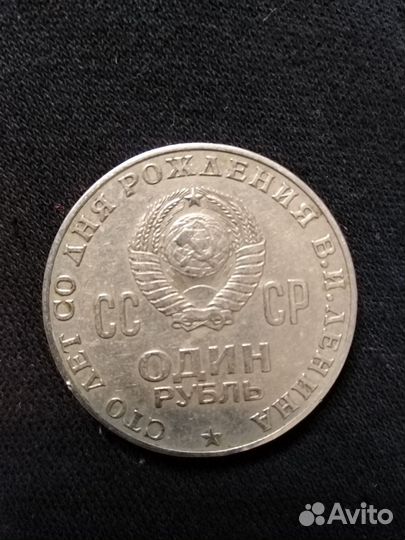 СТО ЛЕТ СО ДНЯ РОЖДЕНИЯ В.И.ЛЕНИНА
СС СР
ОДИН
РУБЛЬ
Avito